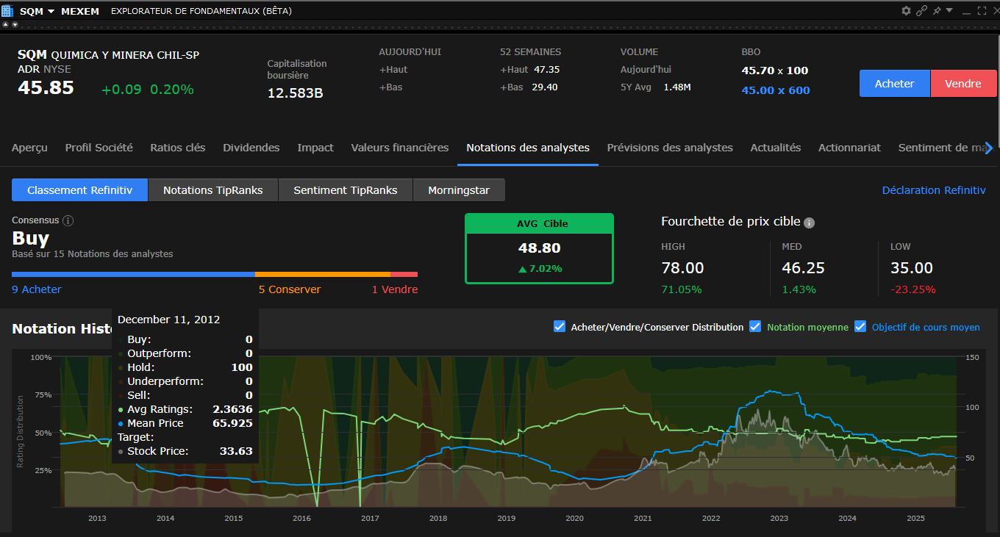 SQM MEXEM EXPLORATEUR DE FONDAMENTAUX (BÊTA)
SQM QUIMICA Y MINERA CHIL-SP
ADR NYSE
45.85 +0.09 0.20%
Capitalisation
boursière
12.583B
AUJOURD'HUI
+Haut
+Bas
52 SEMAINES
+Haut 47.35
+Bas 29.40
VOLUME
Aujourd'hui
5Y Avg 1.48M
BBO
45.70 x 100
45.00 x 600
Acheter Vendre
Aperçu Profil Société Ratios clés Dividendes Impact Valeurs financières Notations des analystes Prévisions des analystes Actualités Actionnariat Sentiment de ma
Classement Refinitiv Notations TipRanks Sentiment TipRanks Morningstar Déclaration Refinitiv
Consensus
Buy
Basé sur 15 Notations des analystes
9 Acheter 5 Conserver 1 Vendre
AVG Cible
48.80
7.02%
Fourchette de prix cible
HIGH MED LOW
78.00 46.25 35.00
71.05% 1.43% -23.25%
Notation Histo
Acheter/Vendre/Conserver Distribution Notation moyenne Objectif de cours moyen
December 11, 2012
Buy: 0
Outperform: 0
Hold: 100
Underperform: 0
Sell: 0
Avg Ratings: 2.3636
Mean Price 65.925
Target:
Stock Price: 33.63
Rating Distribution
100%
75%
50%
25%
150
100
50
2013 2014 2015 2016 2017 2018 2019 2020 2021 2022 2023 2024 2025